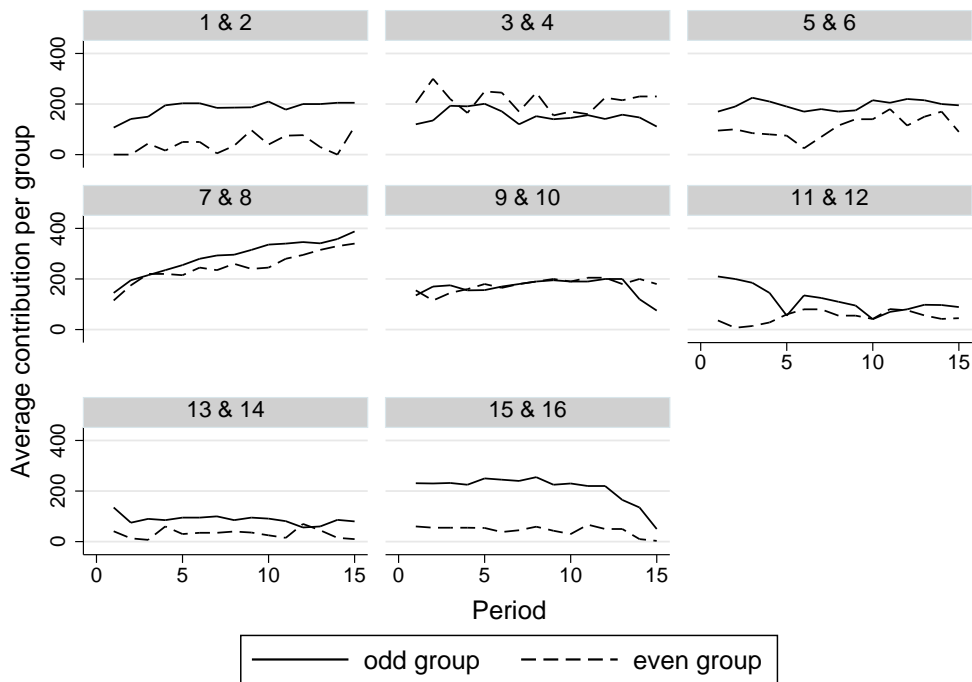 1 & 2
3 & 4
5 & 6
0 200 400
7 & 8
9 & 10
11 & 12
0 200 400
0 5 10 15
13 & 14
15 & 16
0 200 400
0 5 10 15
0 5 10 15
Average contribution per group
Period
odd group
even group